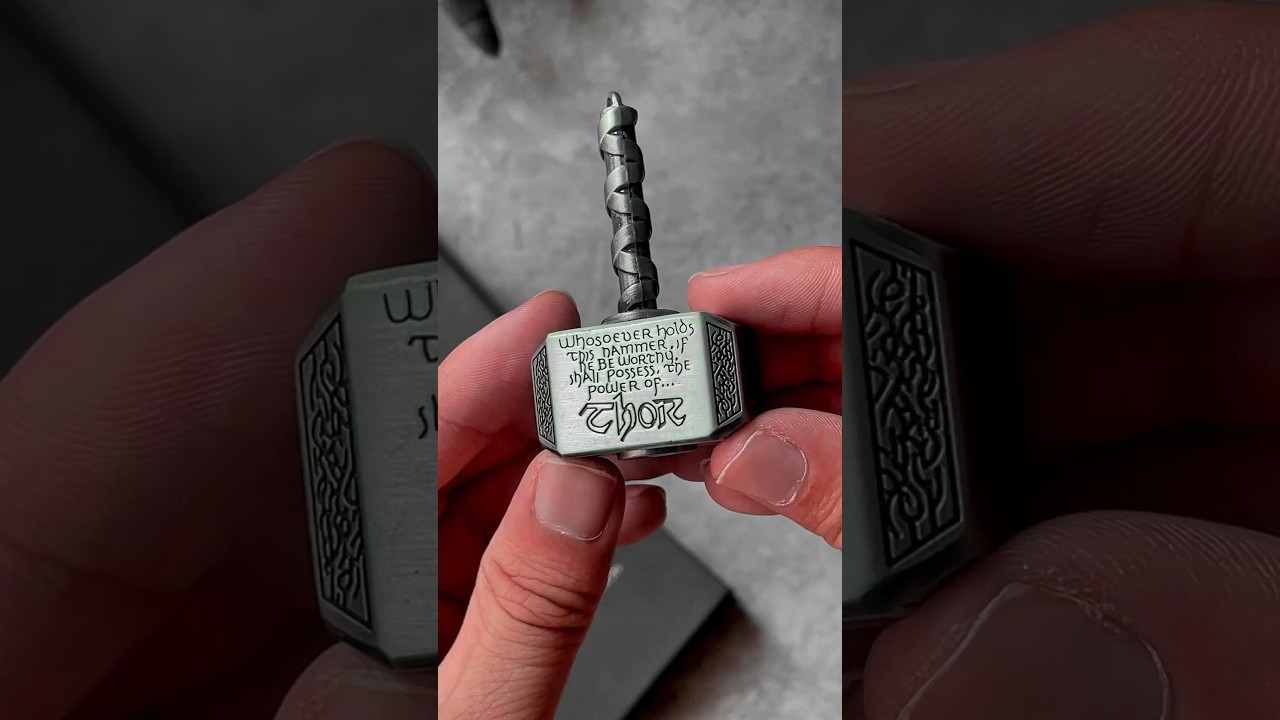 Whosoever holds
this hammer, if
he be worthy,
shall possess, the
power of...
Thor